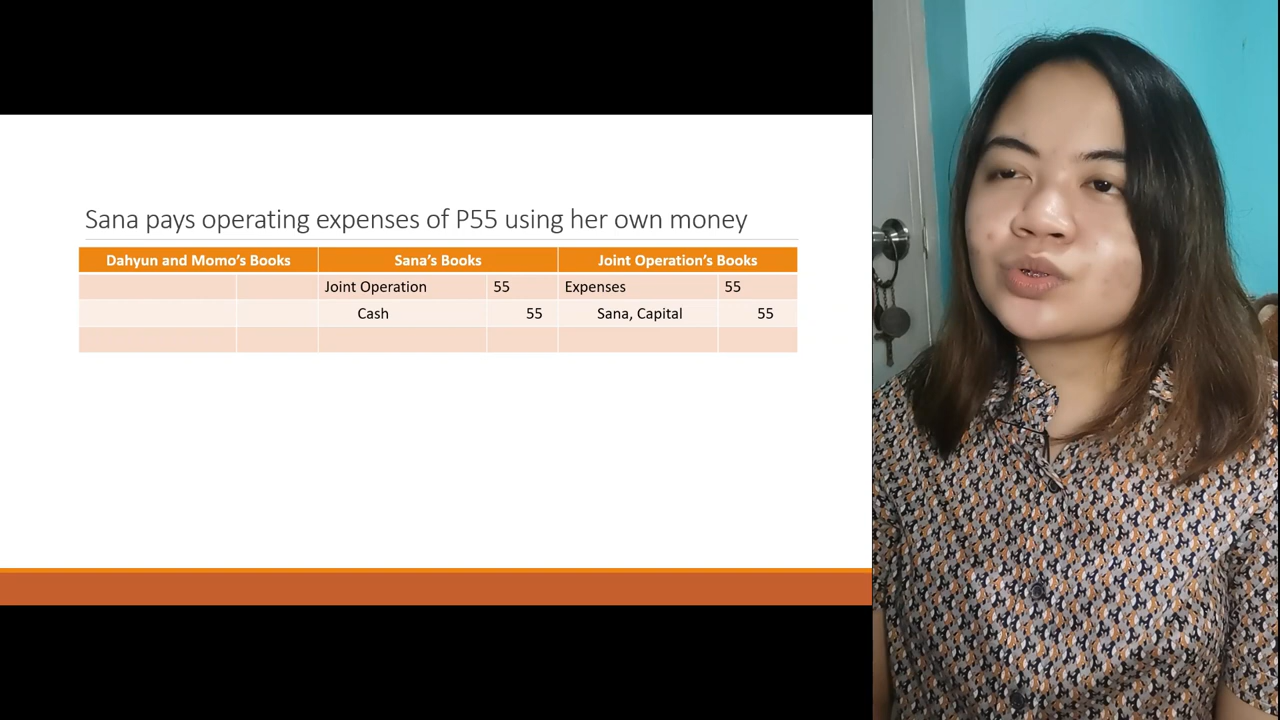 Sana pays operating expenses of P55 using her own money
Dahyun and Momo’s Books Sana’s Books Joint Operation’s Books
Joint Operation 55 Expenses 55
Cash 55 Sana, Capital 55